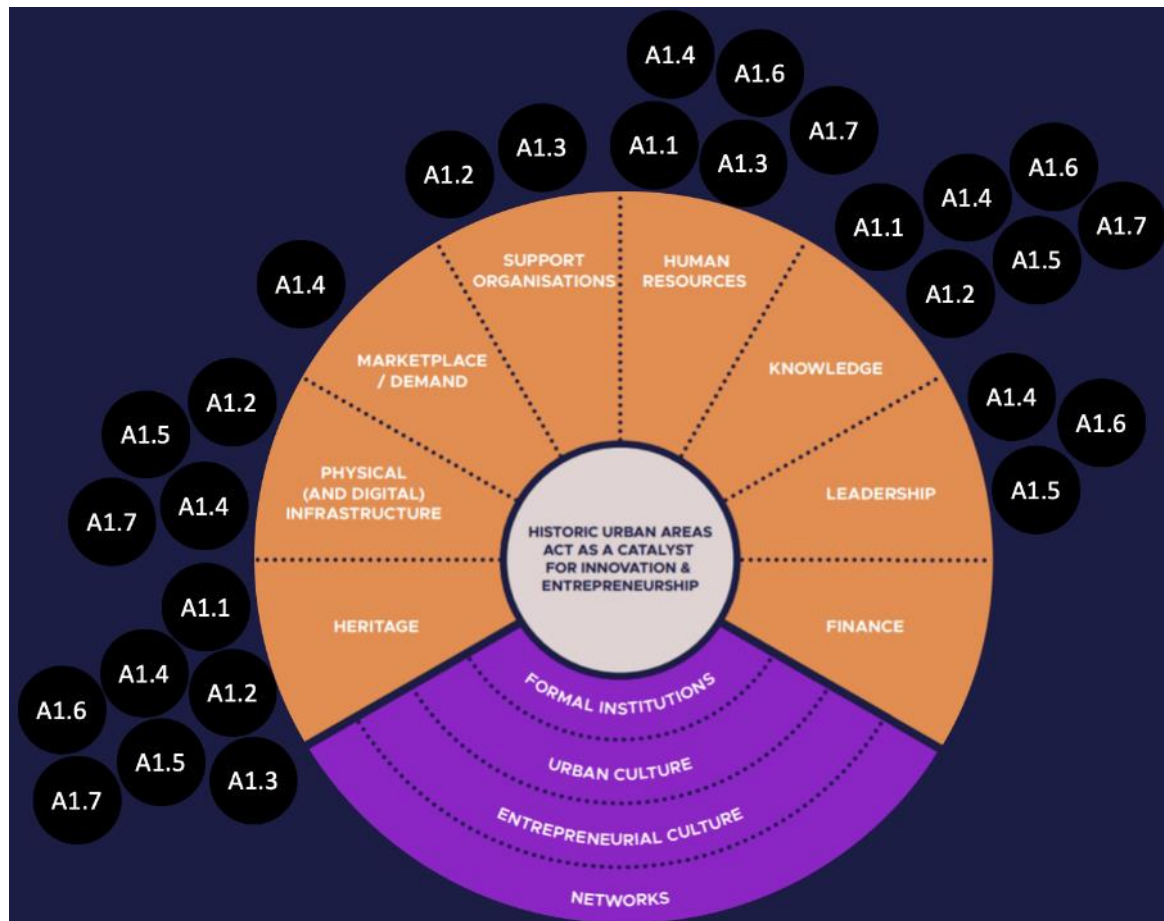 A1.4
A1.6
A1.7
A1.1
A1.3
A1.2
A1.3
A1.6
A1.4
A1.7
A1.1
A1.5
A1.2
A1.4
SUPPORT
ORGANISATIONS
HUMAN
RESOURCES
MARKETPLACE
/ DEMAND
KNOWLEDGE
A1.4
A1.6
A1.5
A1.2
A1.5
A1.4
A1.7
PHYSICAL
(AND DIGITAL)
INFRASTRUCTURE
LEADERSHIP
HISTORIC URBAN AREAS
ACT AS A CATALYST
FOR INNOVATION &
ENTREPRENEURSHIP
HERITAGE
FINANCE
A1.1
A1.4
A1.2
A1.6
A1.5
A1.3
A1.7
FORMAL INSTITUTIONS
URBAN CULTURE
ENTREPRENEURIAL CULTURE
NETWORKS